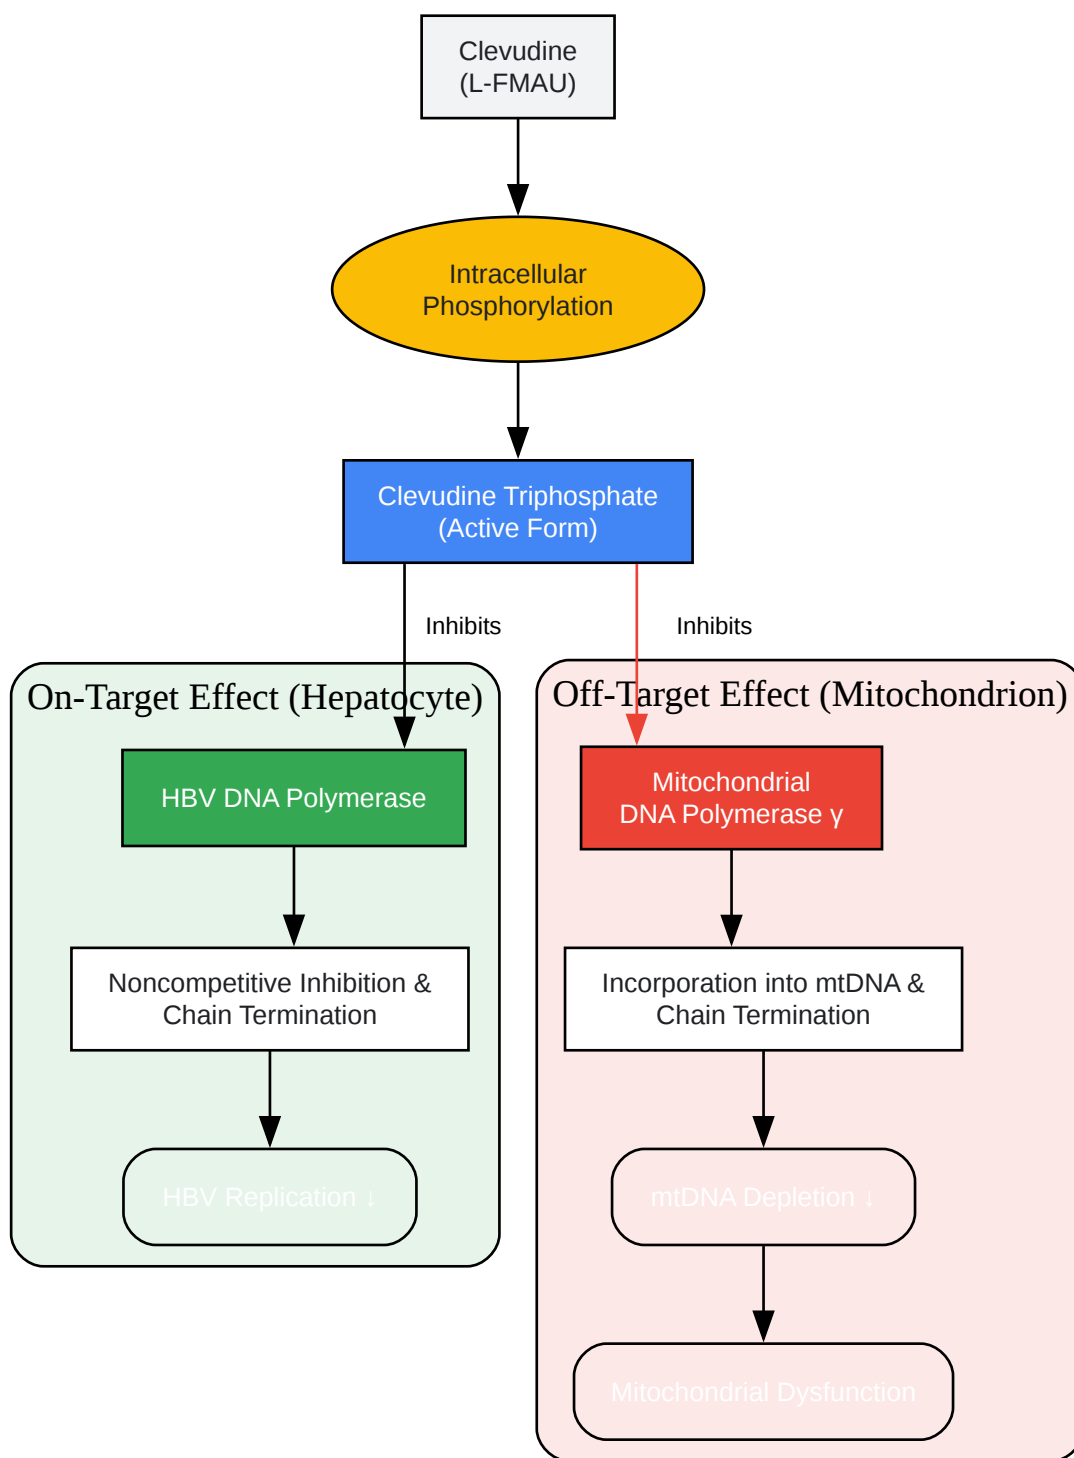 Clevudine
(L-FMAU)
Intracellular
Phosphorylation
Clevudine Triphosphate
(Active Form)
Inhibits
Inhibits
On-Target Effect (Hepatocyte)
HBV DNA Polymerase
Noncompetitive Inhibition &
Chain Termination
HBV Replication ↓
Off-Target Effect (Mitochondrion)
Mitochondrial
DNA Polymerase γ
Incorporation into mtDNA &
Chain Termination
mtDNA Depletion ↓
Mitochondrial Dysfunction